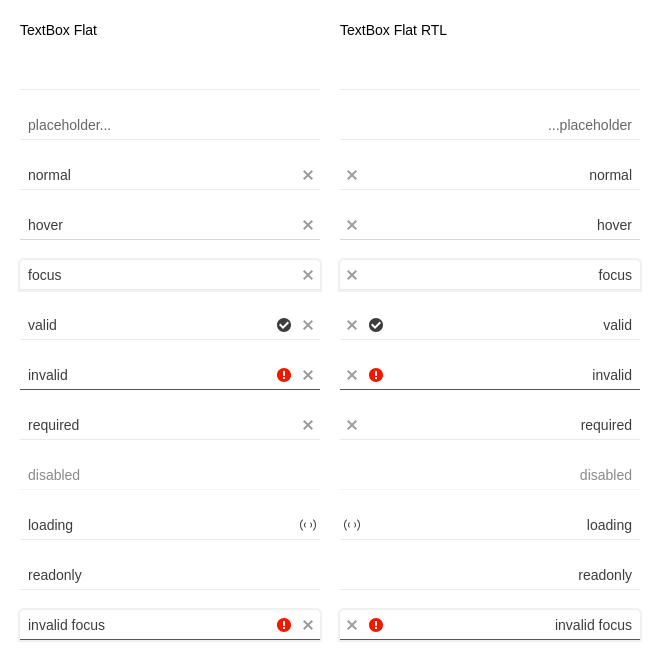 TextBox Flat
TextBox Flat RTL
placeholder...
...placeholder
normal
normal
hover
hover
focus
focus
valid
valid
invalid
invalid
required
required
disabled
disabled
loading
loading
readonly
readonly
invalid focus
invalid focus